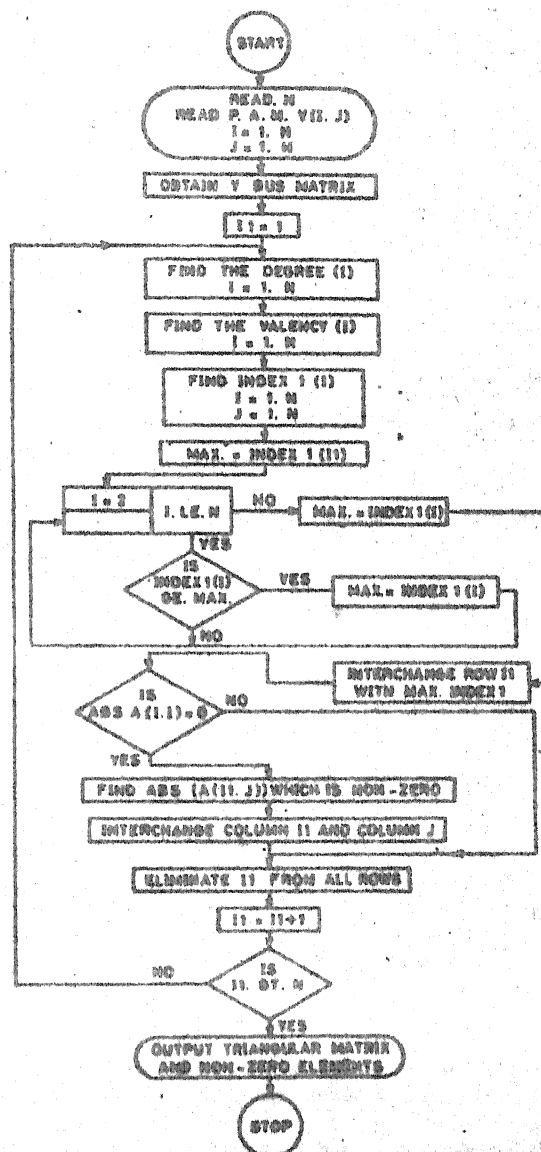 START
READ. N
READ P. A. M. Y(I. J)
I = 1. N
J = 1. N
OBTAIN Y BUS MATRIX
I1 = 1
FIND THE DEGREE (I)
I = 1. N
FIND THE VALENCY (I)
I = 1. N
FIND INDEX 1 (I)
I = 1. N
J = 1. N
MAX. = INDEX 1 (I1)
I = 2
I. LE. N
NO
MAX. = INDEX1(I)
YES
IS
INDEX1(I)
GE. MAX.
YES
MAX. = INDEX 1 (I)
NO
INTERCHANGE ROW I1
WITH MAX. INDEX 1
IS
ABS A(I.I) = 0
NO
YES
FIND ABS (A(I1. J)) WHICH IS NON-ZERO
INTERCHANGE COLUMN I1 AND COLUMN J
ELIMINATE I1 FROM ALL ROWS
I1 = I1+1
NO
IS
I1. GT. N
YES
OUTPUT TRIANGULAR MATRIX
AND NON-ZERO ELEMENTS
STOP